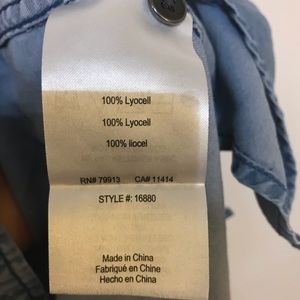 100% Lyocell
100% Lyocell
100% liocel
RN# 79913 CA# 11414
STYLE #: 16880
Made in China
Fabriqué en Chine
Hecho en China